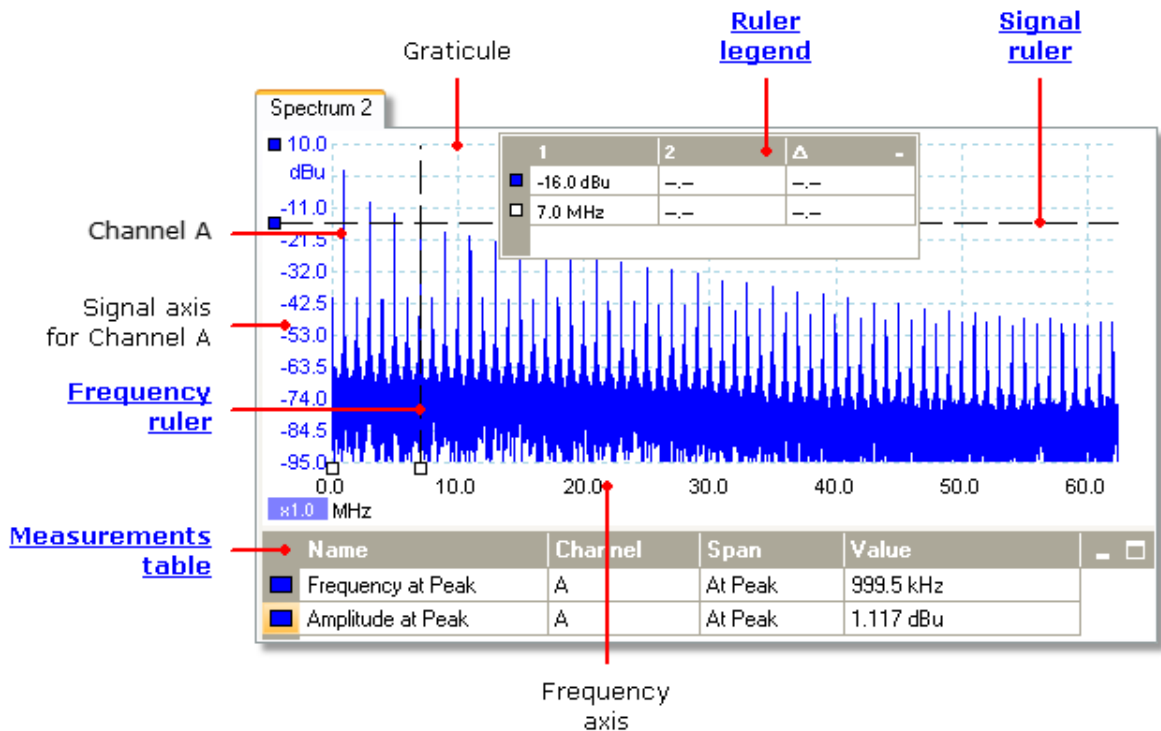 Graticule
Ruler
legend
Signal
ruler
Spectrum 2
10.0
dBu
-11.0
-21.5
-32.0
-42.5
-53.0
-63.5
-74.0
-84.5
-95.0
1 2 Δ -
-16.0 dBu --.-- --.--
7.0 MHz --.-- --.--
Channel A
Signal axis
for Channel A
Frequency
ruler
0.0 10.0 20.0 30.0 40.0 50.0 60.0
x1.0 MHz
Measurements
table
Name Channel Span Value
Frequency at Peak A At Peak 999.5 kHz
Amplitude at Peak A At Peak 1.117 dBu
Frequency
axis